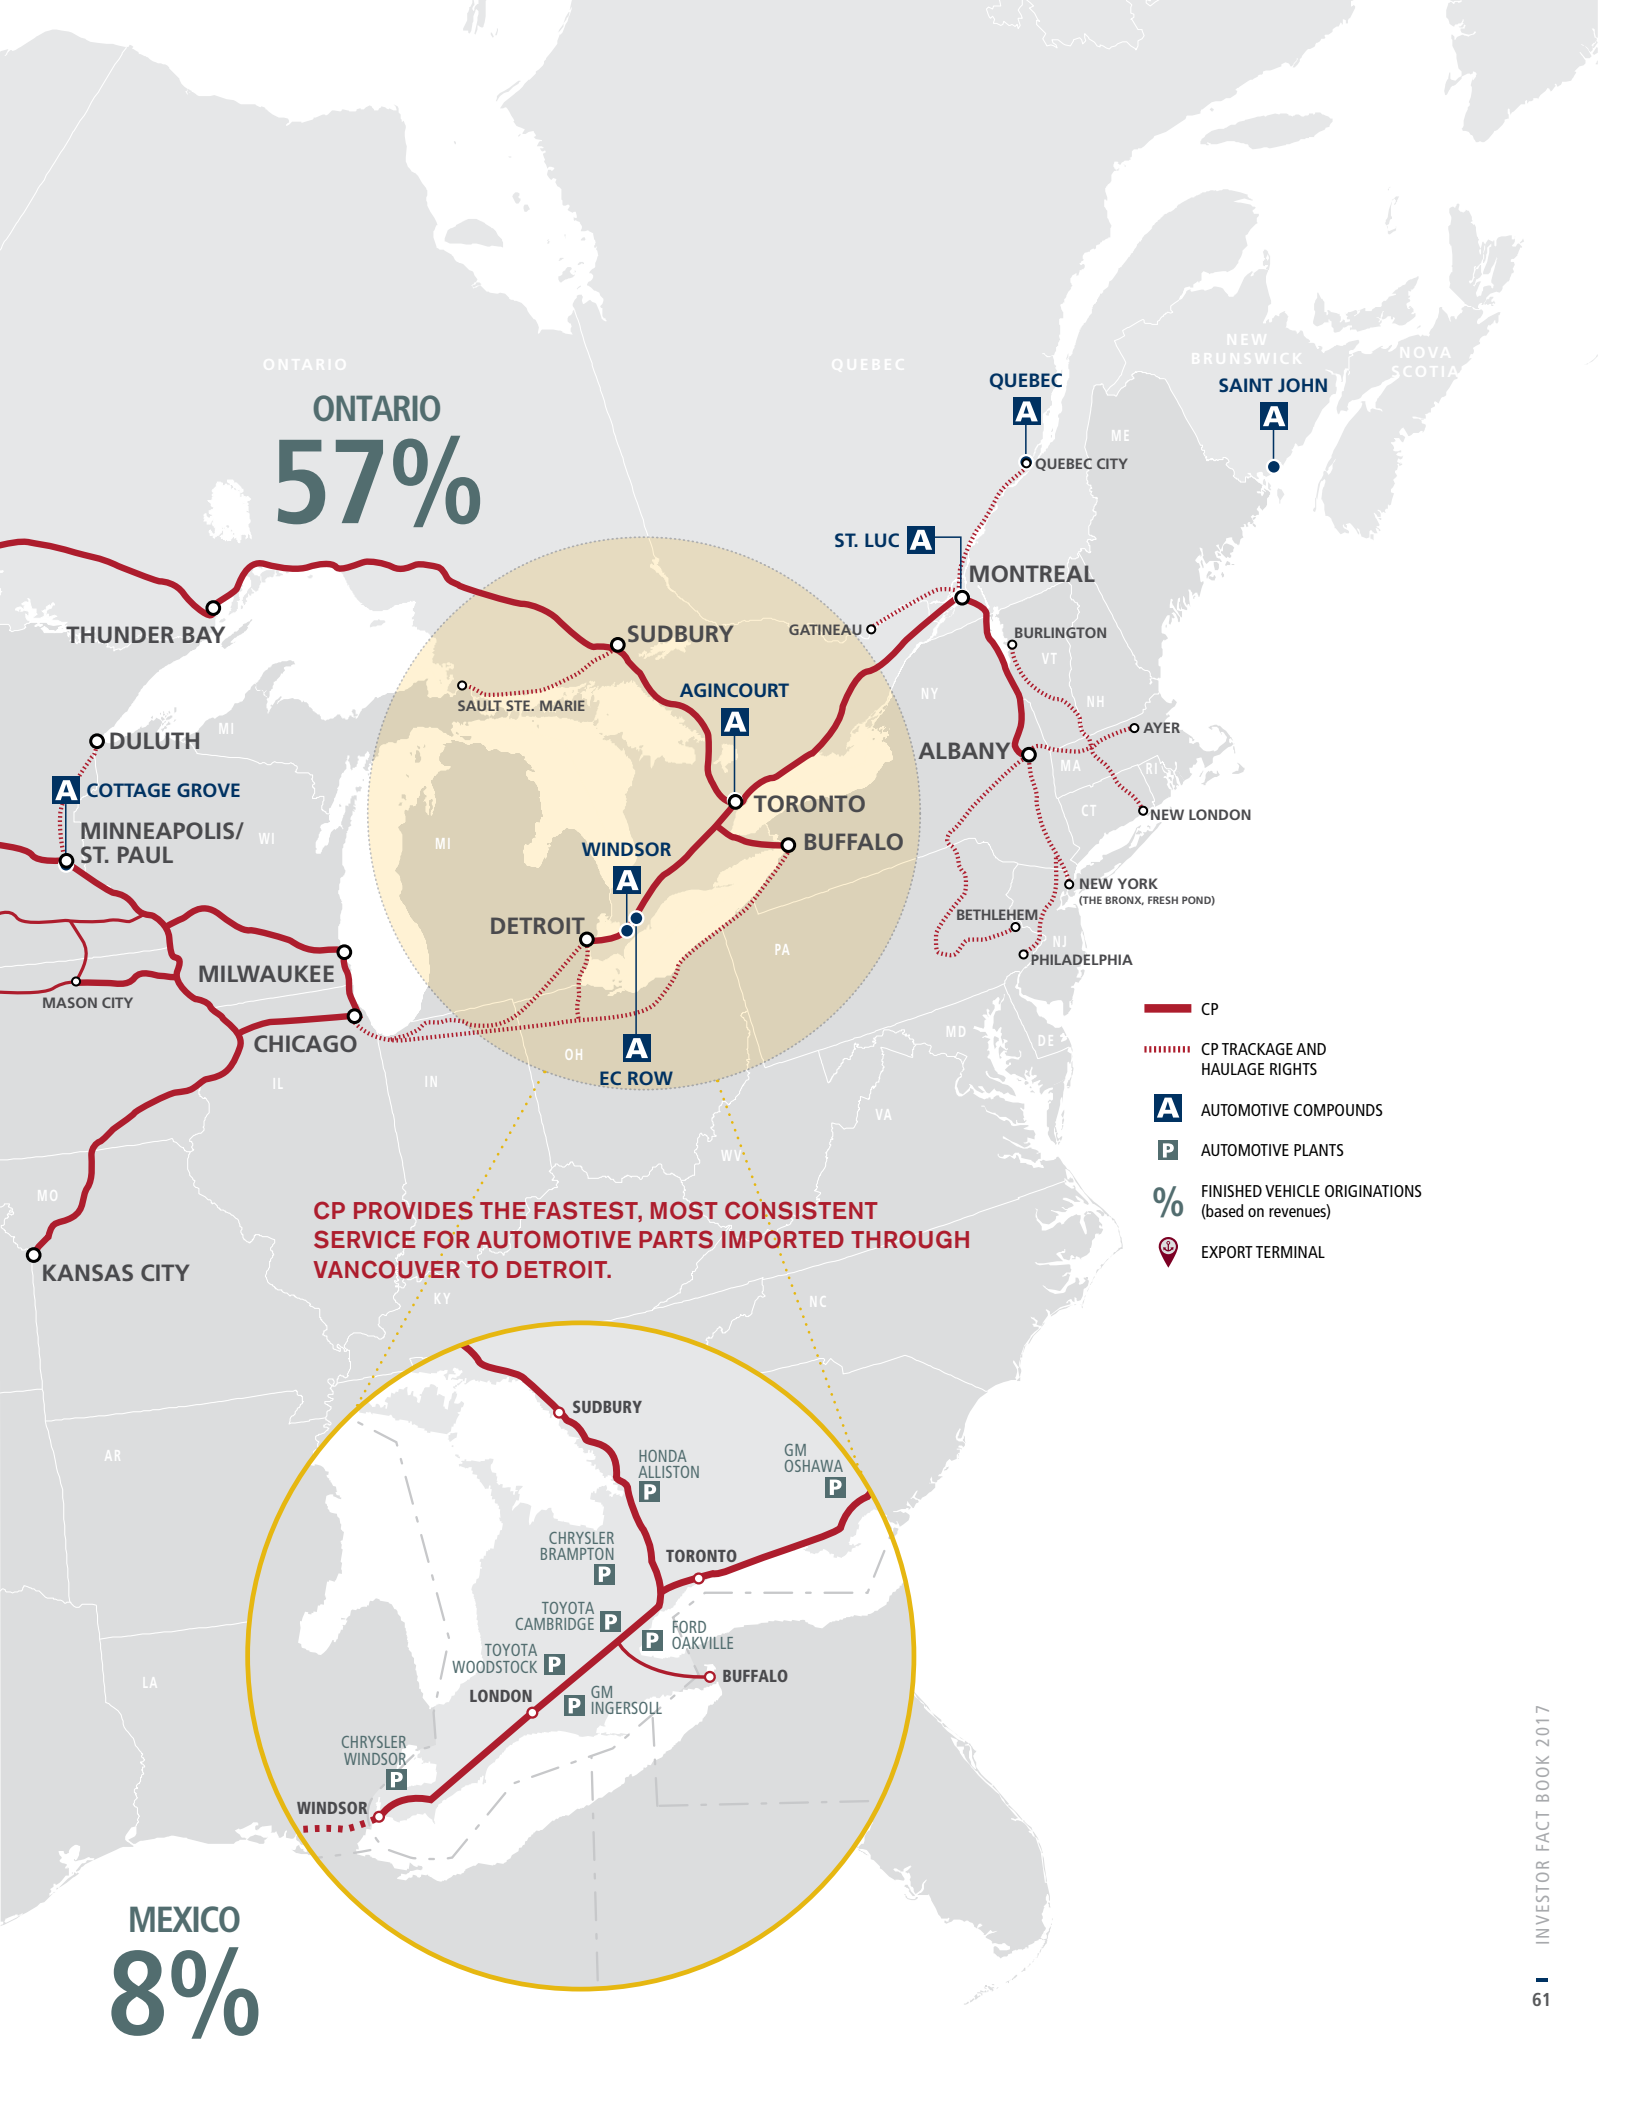 ONTARIO
QUEBEC
NEW
BRUNSWICK
NOVA
SCOTIA
ONTARIO
57%
QUEBEC
A
QUEBEC CITY
SAINT JOHN
A
ME
ST. LUC A
MONTREAL
GATINEAU
BURLINGTON
VT
NH
NY
THUNDER BAY
SUDBURY
SAULT STE. MARIE
AGINCOURT
A
MI
DULUTH
A COTTAGE GROVE
MINNEAPOLIS/
ST. PAUL
WI
MI
ALBANY
AYER
MA
RI
CT
NEW LONDON
TORONTO
BUFFALO
WINDSOR
A
DETROIT
NEW YORK
(THE BRONX, FRESH POND)
BETHLEHEM
NJ
PHILADELPHIA
PA
MILWAUKEE
MASON CITY
CHICAGO
IL
IN
OH
A
EC ROW
MD
DE
VA
WV
MO
KANSAS CITY
KY
NC
CP
CP TRACKAGE AND
HAULAGE RIGHTS
A AUTOMOTIVE COMPOUNDS
P AUTOMOTIVE PLANTS
% FINISHED VEHICLE ORIGINATIONS
(based on revenues)
EXPORT TERMINAL
CP PROVIDES THE FASTEST, MOST CONSISTENT
SERVICE FOR AUTOMOTIVE PARTS IMPORTED THROUGH
VANCOUVER TO DETROIT.
AR
LA
SUDBURY
HONDA
ALLISTON
P
GM
OSHAWA
P
CHRYSLER
BRAMPTON
P
TORONTO
TOYOTA
CAMBRIDGE P
P FORD
OAKVILLE
TOYOTA
WOODSTOCK P
BUFFALO
LONDON
P GM
INGERSOLL
CHRYSLER
WINDSOR
P
WINDSOR
MEXICO
8%
INVESTOR FACT BOOK 2017
61